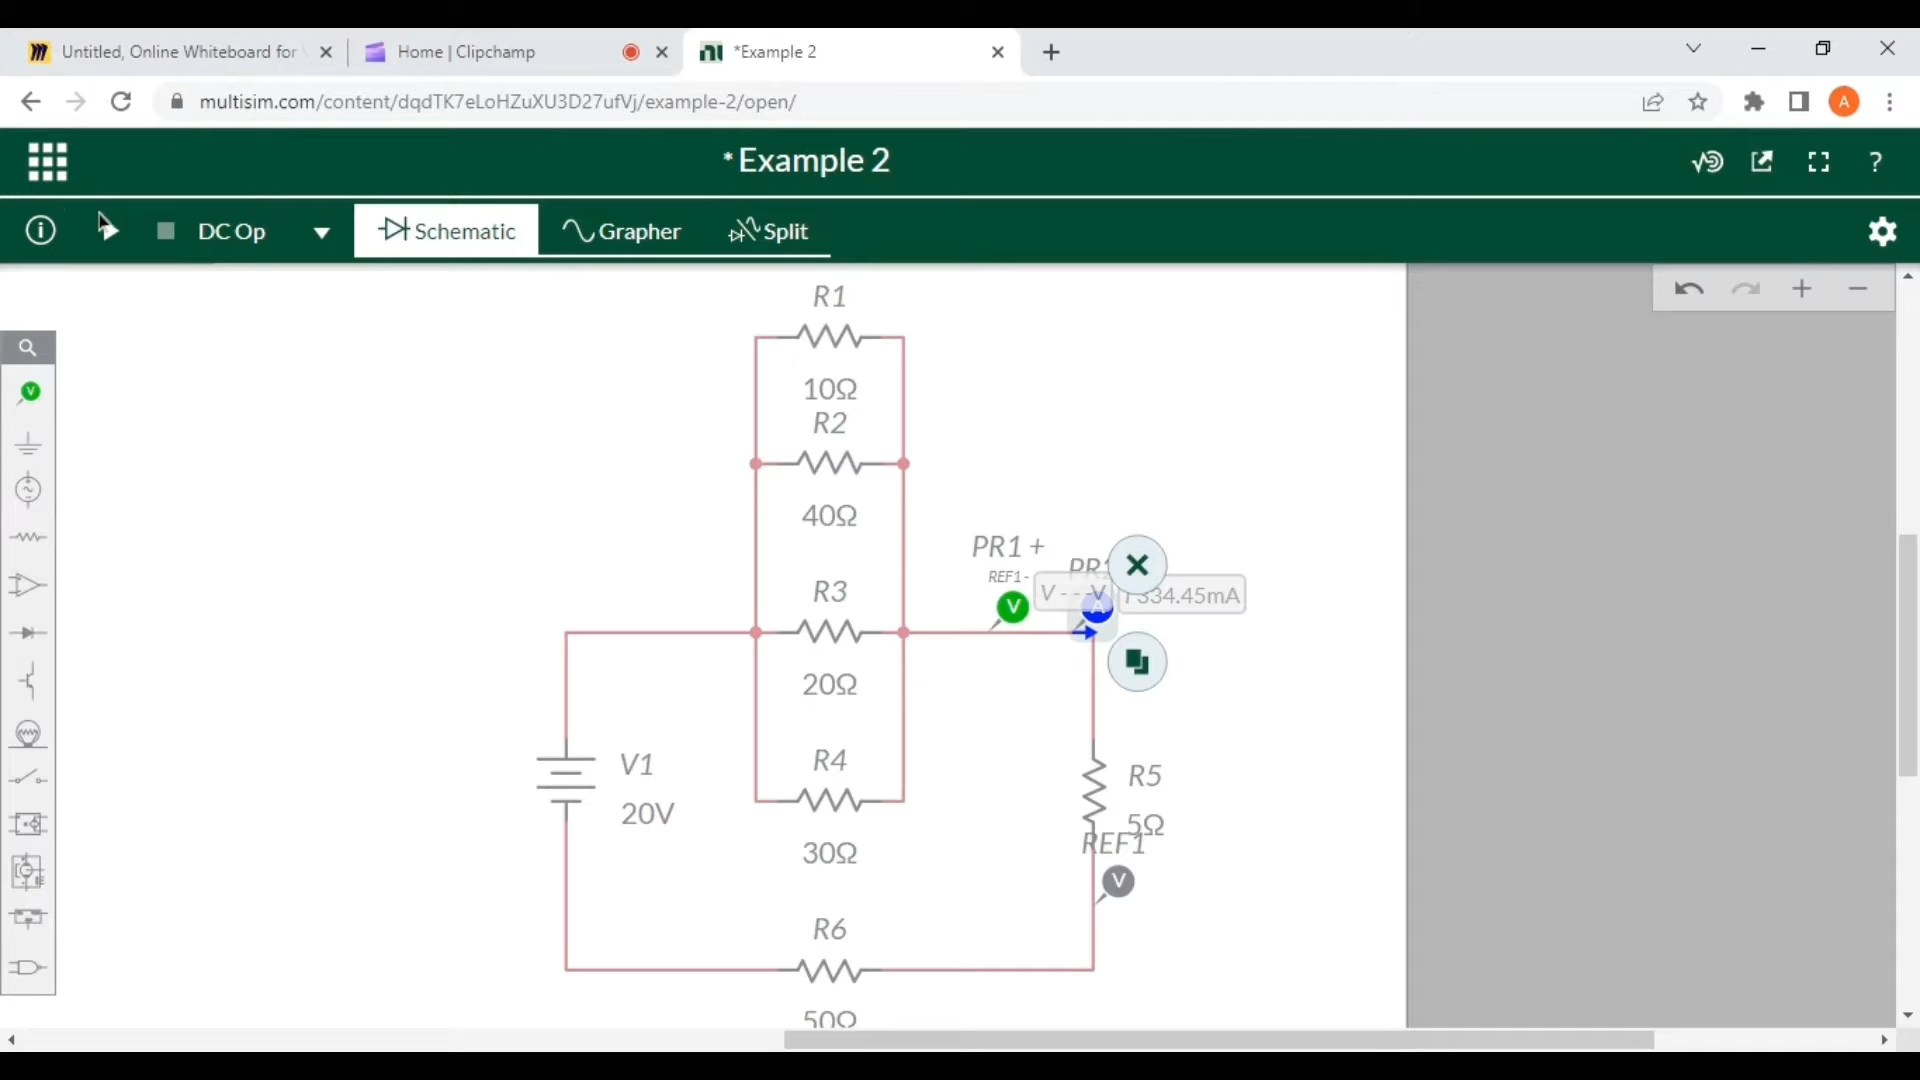 Untitled, Online Whiteboard for
Home | Clipchamp
*Example 2
multisim.com/content/dqdTK7eLoHZuXU3D27ufVj/example-2/open/
A
* Example 2
?
i
DC Op
Schematic
Grapher
Split
R1
10Ω
R2
40Ω
PR1 +
REF1 -
V
V - - -V
A
334.45mA
R3
20Ω
R4
30Ω
V1
20V
R5
5Ω
REF1
V
R6
50Ω
V